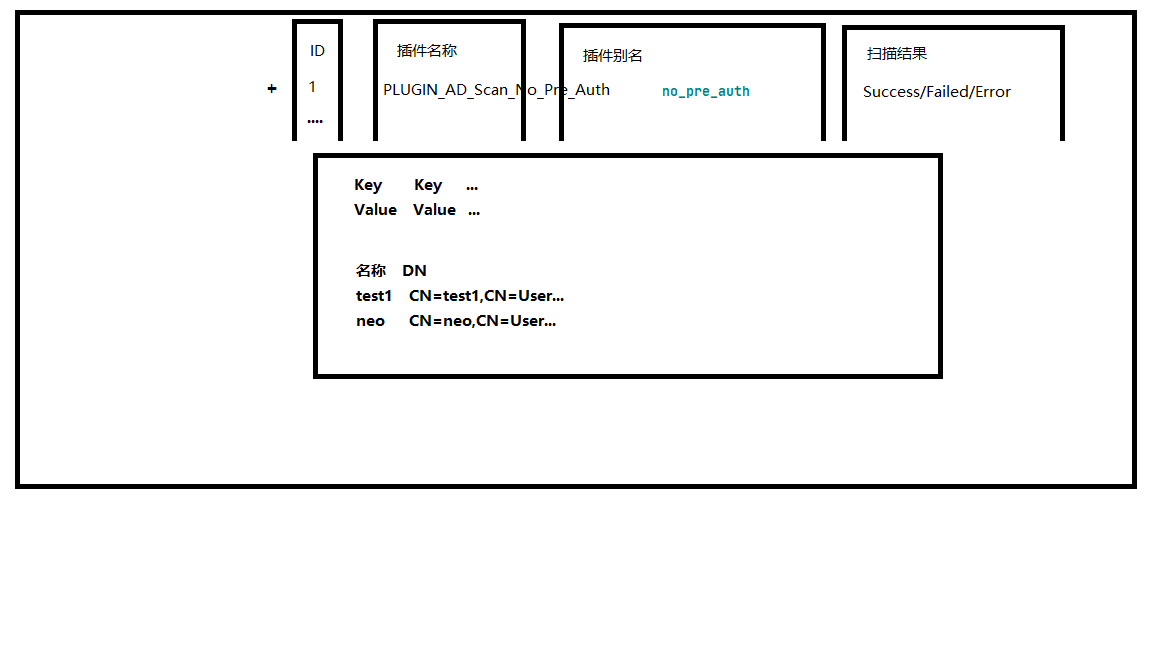 ID 插件名称 插件别名 扫描结果
+ 1 PLUGIN_AD_Scan_No_Pre_Auth no_pre_auth Success/Failed/Error
....
Key Key ...
Value Value ...
名称 DN
test1 CN=test1,CN=User...
neo CN=neo,CN=User...